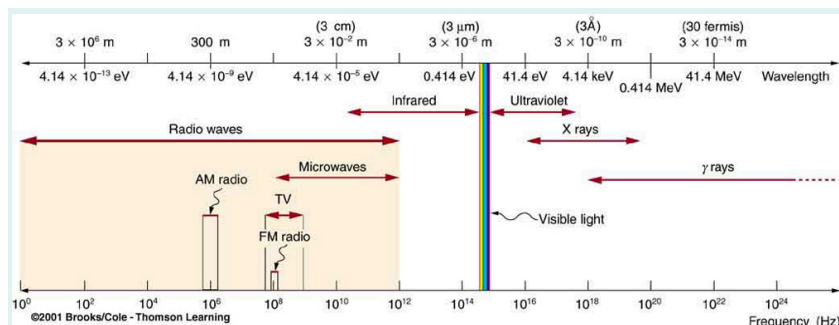 (3 cm) (3 μm) (3Å) (30 fermis)
3 × 10⁶ m 300 m 3 × 10⁻² m 3 × 10⁻⁶ m 3 × 10⁻¹⁰ m 3 × 10⁻¹⁴ m
4.14 × 10⁻¹³ eV 4.14 × 10⁻⁹ eV 4.14 × 10⁻⁵ eV 0.414 eV 41.4 eV 4.14 keV 41.4 MeV Wavelength
0.414 MeV
Infrared Ultraviolet
Radio waves X rays
Microwaves γ rays
AM radio
TV
Visible light
FM radio
10⁰ 10² 10⁴ 10⁶ 10⁸ 10¹⁰ 10¹² 10¹⁴ 10¹⁶ 10¹⁸ 10²⁰ 10²² 10²⁴
©2001 Brooks/Cole - Thomson Learning Frequency (Hz)